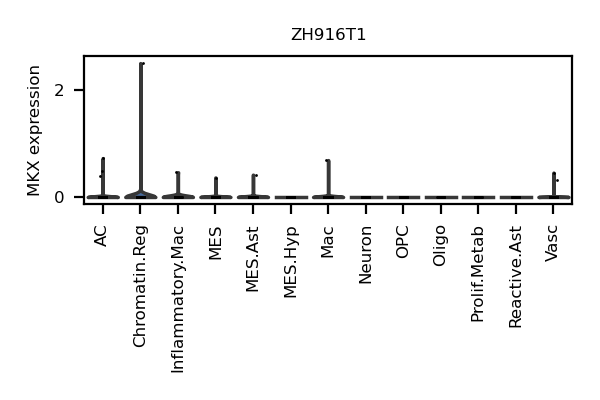 ZH916T1
MKX expression
2
0
AC
Chromatin.Reg
Inflammatory.Mac
MES
MES.Ast
MES.Hyp
Mac
Neuron
OPC
Oligo
Prolif.Metab
Reactive.Ast
Vasc